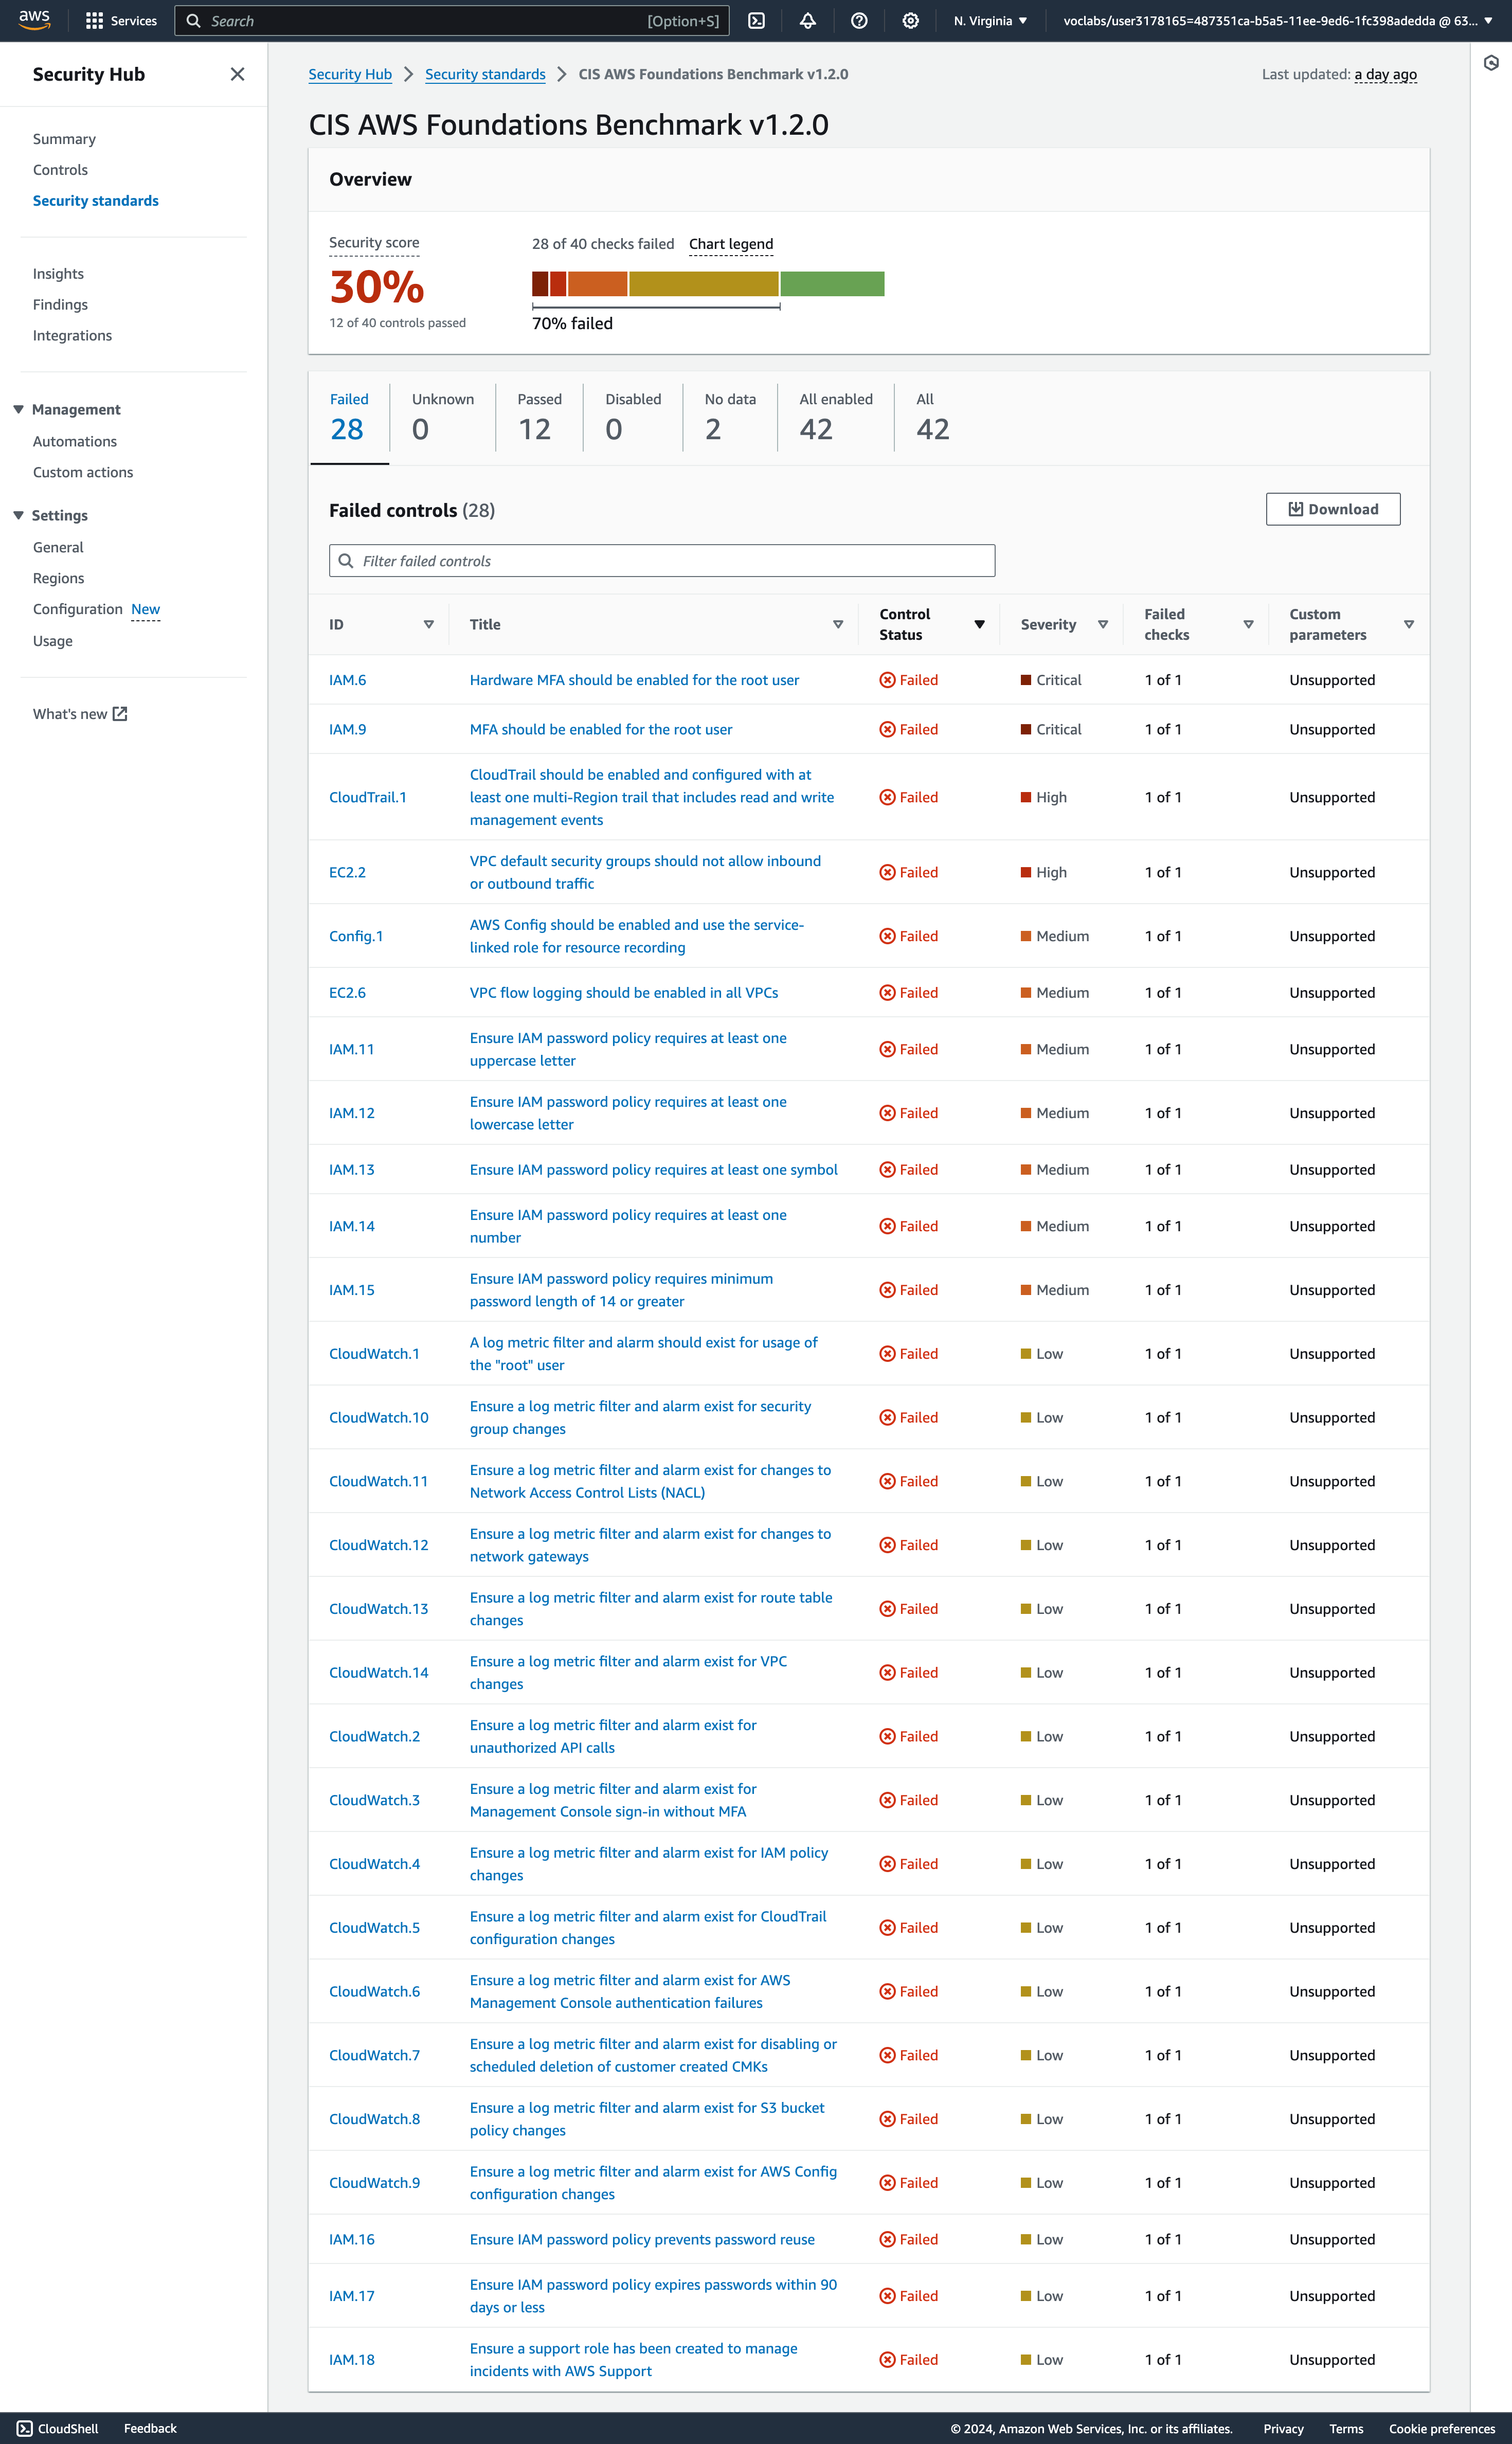 aws
Services
Search
[Option+S]
N. Virginia
voclabs/user3178165=487351ca-b5a5-11ee-9ed6-1fc398adedda @ 63...
Security Hub
Summary
Controls
Security standards
Insights
Findings
Integrations
Management
Automations
Custom actions
Settings
General
Regions
Configuration New
Usage
What's new
Security Hub > Security standards > CIS AWS Foundations Benchmark v1.2.0
Last updated: a day ago
CIS AWS Foundations Benchmark v1.2.0
Overview
Security score
30%
12 of 40 controls passed
28 of 40 checks failed Chart legend
70% failed
Failed Unknown Passed Disabled No data All enabled All
28 0 12 0 2 42 42
Failed controls (28)
Download
Filter failed controls
ID
Title
Control
Status
Severity
Failed
checks
Custom
parameters
IAM.6 Hardware MFA should be enabled for the root user Failed Critical 1 of 1 Unsupported
IAM.9 MFA should be enabled for the root user Failed Critical 1 of 1 Unsupported
CloudTrail.1 CloudTrail should be enabled and configured with at
least one multi-Region trail that includes read and write
management events Failed High 1 of 1 Unsupported
EC2.2 VPC default security groups should not allow inbound
or outbound traffic Failed High 1 of 1 Unsupported
Config.1 AWS Config should be enabled and use the service-
linked role for resource recording Failed Medium 1 of 1 Unsupported
EC2.6 VPC flow logging should be enabled in all VPCs Failed Medium 1 of 1 Unsupported
IAM.11 Ensure IAM password policy requires at least one
uppercase letter Failed Medium 1 of 1 Unsupported
IAM.12 Ensure IAM password policy requires at least one
lowercase letter Failed Medium 1 of 1 Unsupported
IAM.13 Ensure IAM password policy requires at least one symbol Failed Medium 1 of 1 Unsupported
IAM.14 Ensure IAM password policy requires at least one
number Failed Medium 1 of 1 Unsupported
IAM.15 Ensure IAM password policy requires minimum
password length of 14 or greater Failed Medium 1 of 1 Unsupported
CloudWatch.1 A log metric filter and alarm should exist for usage of
the "root" user Failed Low 1 of 1 Unsupported
CloudWatch.10 Ensure a log metric filter and alarm exist for security
group changes Failed Low 1 of 1 Unsupported
CloudWatch.11 Ensure a log metric filter and alarm exist for changes to
Network Access Control Lists (NACL) Failed Low 1 of 1 Unsupported
CloudWatch.12 Ensure a log metric filter and alarm exist for changes to
network gateways Failed Low 1 of 1 Unsupported
CloudWatch.13 Ensure a log metric filter and alarm exist for route table
changes Failed Low 1 of 1 Unsupported
CloudWatch.14 Ensure a log metric filter and alarm exist for VPC
changes Failed Low 1 of 1 Unsupported
CloudWatch.2 Ensure a log metric filter and alarm exist for
unauthorized API calls Failed Low 1 of 1 Unsupported
CloudWatch.3 Ensure a log metric filter and alarm exist for
Management Console sign-in without MFA Failed Low 1 of 1 Unsupported
CloudWatch.4 Ensure a log metric filter and alarm exist for IAM policy
changes Failed Low 1 of 1 Unsupported
CloudWatch.5 Ensure a log metric filter and alarm exist for CloudTrail
configuration changes Failed Low 1 of 1 Unsupported
CloudWatch.6 Ensure a log metric filter and alarm exist for AWS
Management Console authentication failures Failed Low 1 of 1 Unsupported
CloudWatch.7 Ensure a log metric filter and alarm exist for disabling or
scheduled deletion of customer created CMKs Failed Low 1 of 1 Unsupported
CloudWatch.8 Ensure a log metric filter and alarm exist for S3 bucket
policy changes Failed Low 1 of 1 Unsupported
CloudWatch.9 Ensure a log metric filter and alarm exist for AWS Config
configuration changes Failed Low 1 of 1 Unsupported
IAM.16 Ensure IAM password policy prevents password reuse Failed Low 1 of 1 Unsupported
IAM.17 Ensure IAM password policy expires passwords within 90
days or less Failed Low 1 of 1 Unsupported
IAM.18 Ensure a support role has been created to manage
incidents with AWS Support Failed Low 1 of 1 Unsupported
CloudShell Feedback © 2024, Amazon Web Services, Inc. or its affiliates. Privacy Terms Cookie preferences